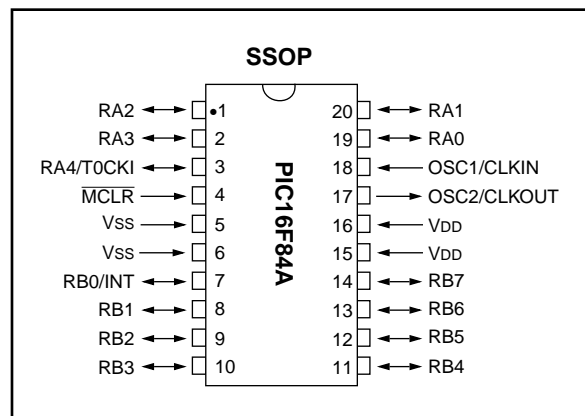 SSOP
RA2 •1 20 RA1
RA3 2 19 RA0
RA4/T0CKI 3 18 OSC1/CLKIN
MCLR 4 17 OSC2/CLKOUT
VSS 5 16 VDD
VSS 6 15 VDD
RB0/INT 7 14 RB7
RB1 8 13 RB6
RB2 9 12 RB5
RB3 10 11 RB4
PIC16F84A